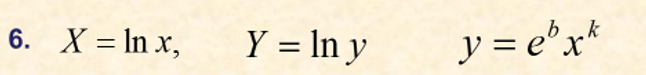 6. X = ln x, Y = ln y y = e^b x^k